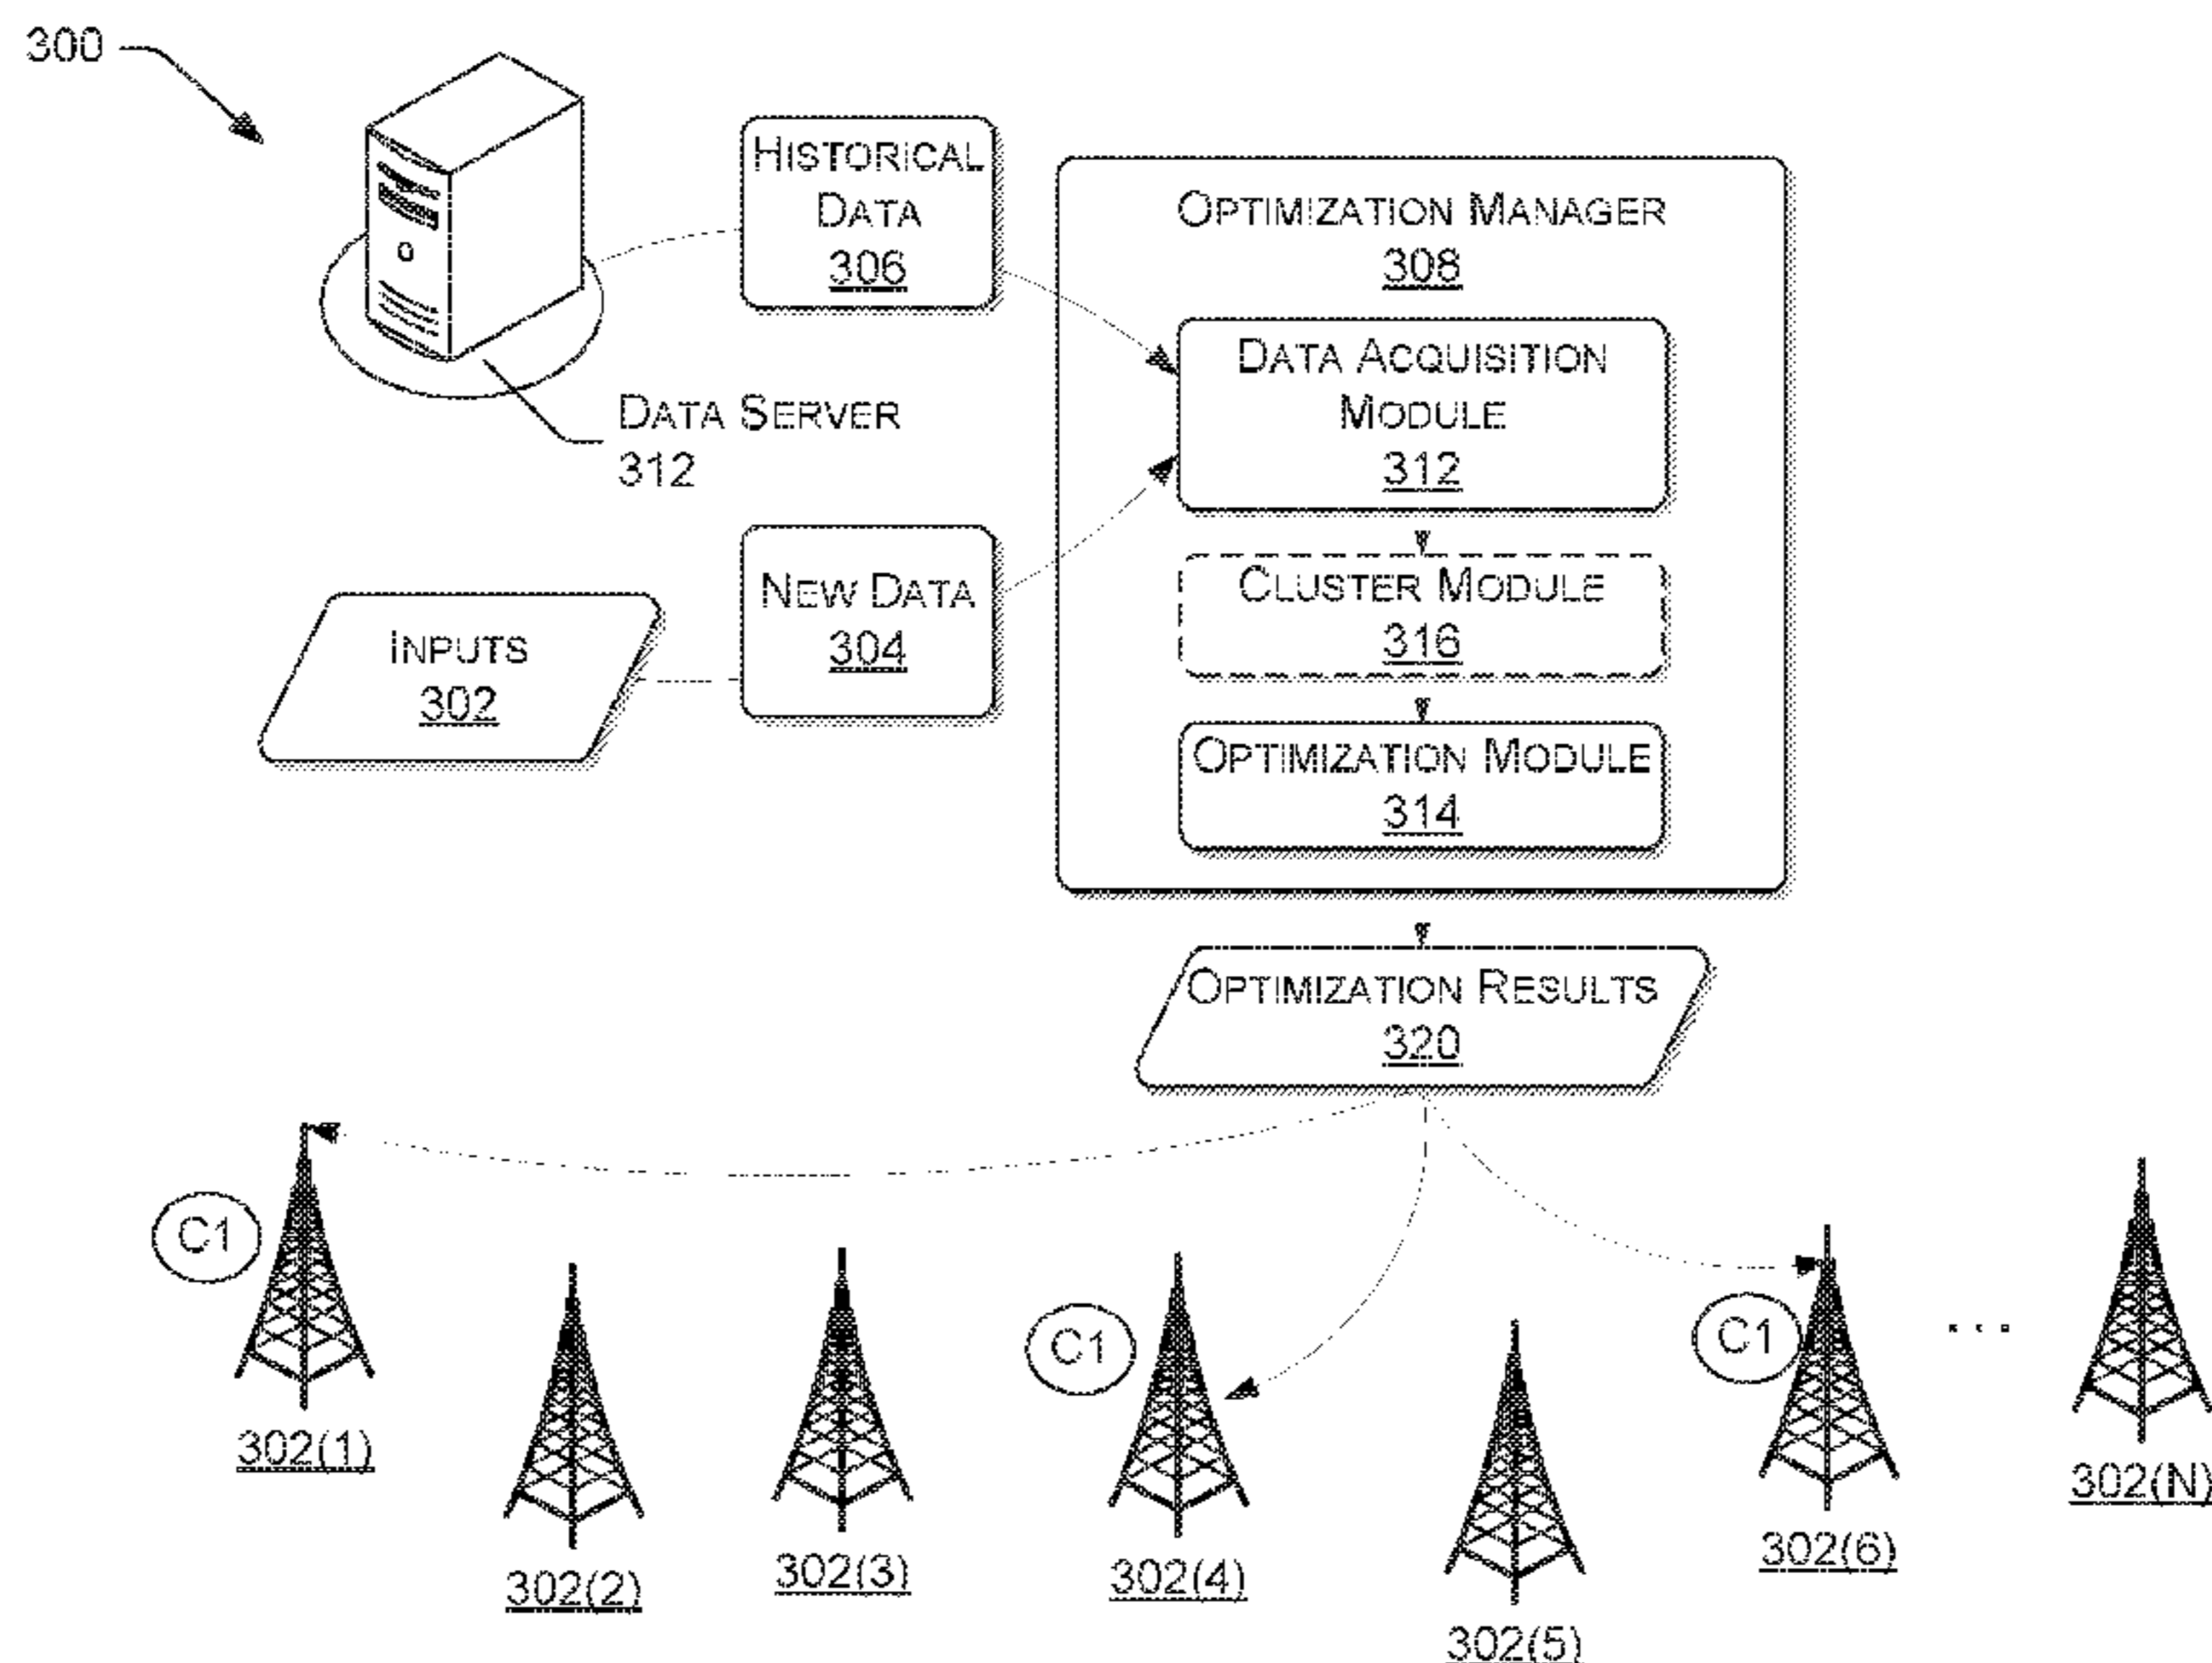 300
HISTORICAL
DATA
306
OPTIMIZATION MANAGER
308
DATA ACQUISITION
MODULE
312
DATA SERVER
312
NEW DATA
304
INPUTS
302
CLUSTER MODULE
316
OPTIMIZATION MODULE
314
OPTIMIZATION RESULTS
320
C1
C1
C1
...
302(1)
302(2)
302(3)
302(4)
302(5)
302(6)
302(N)